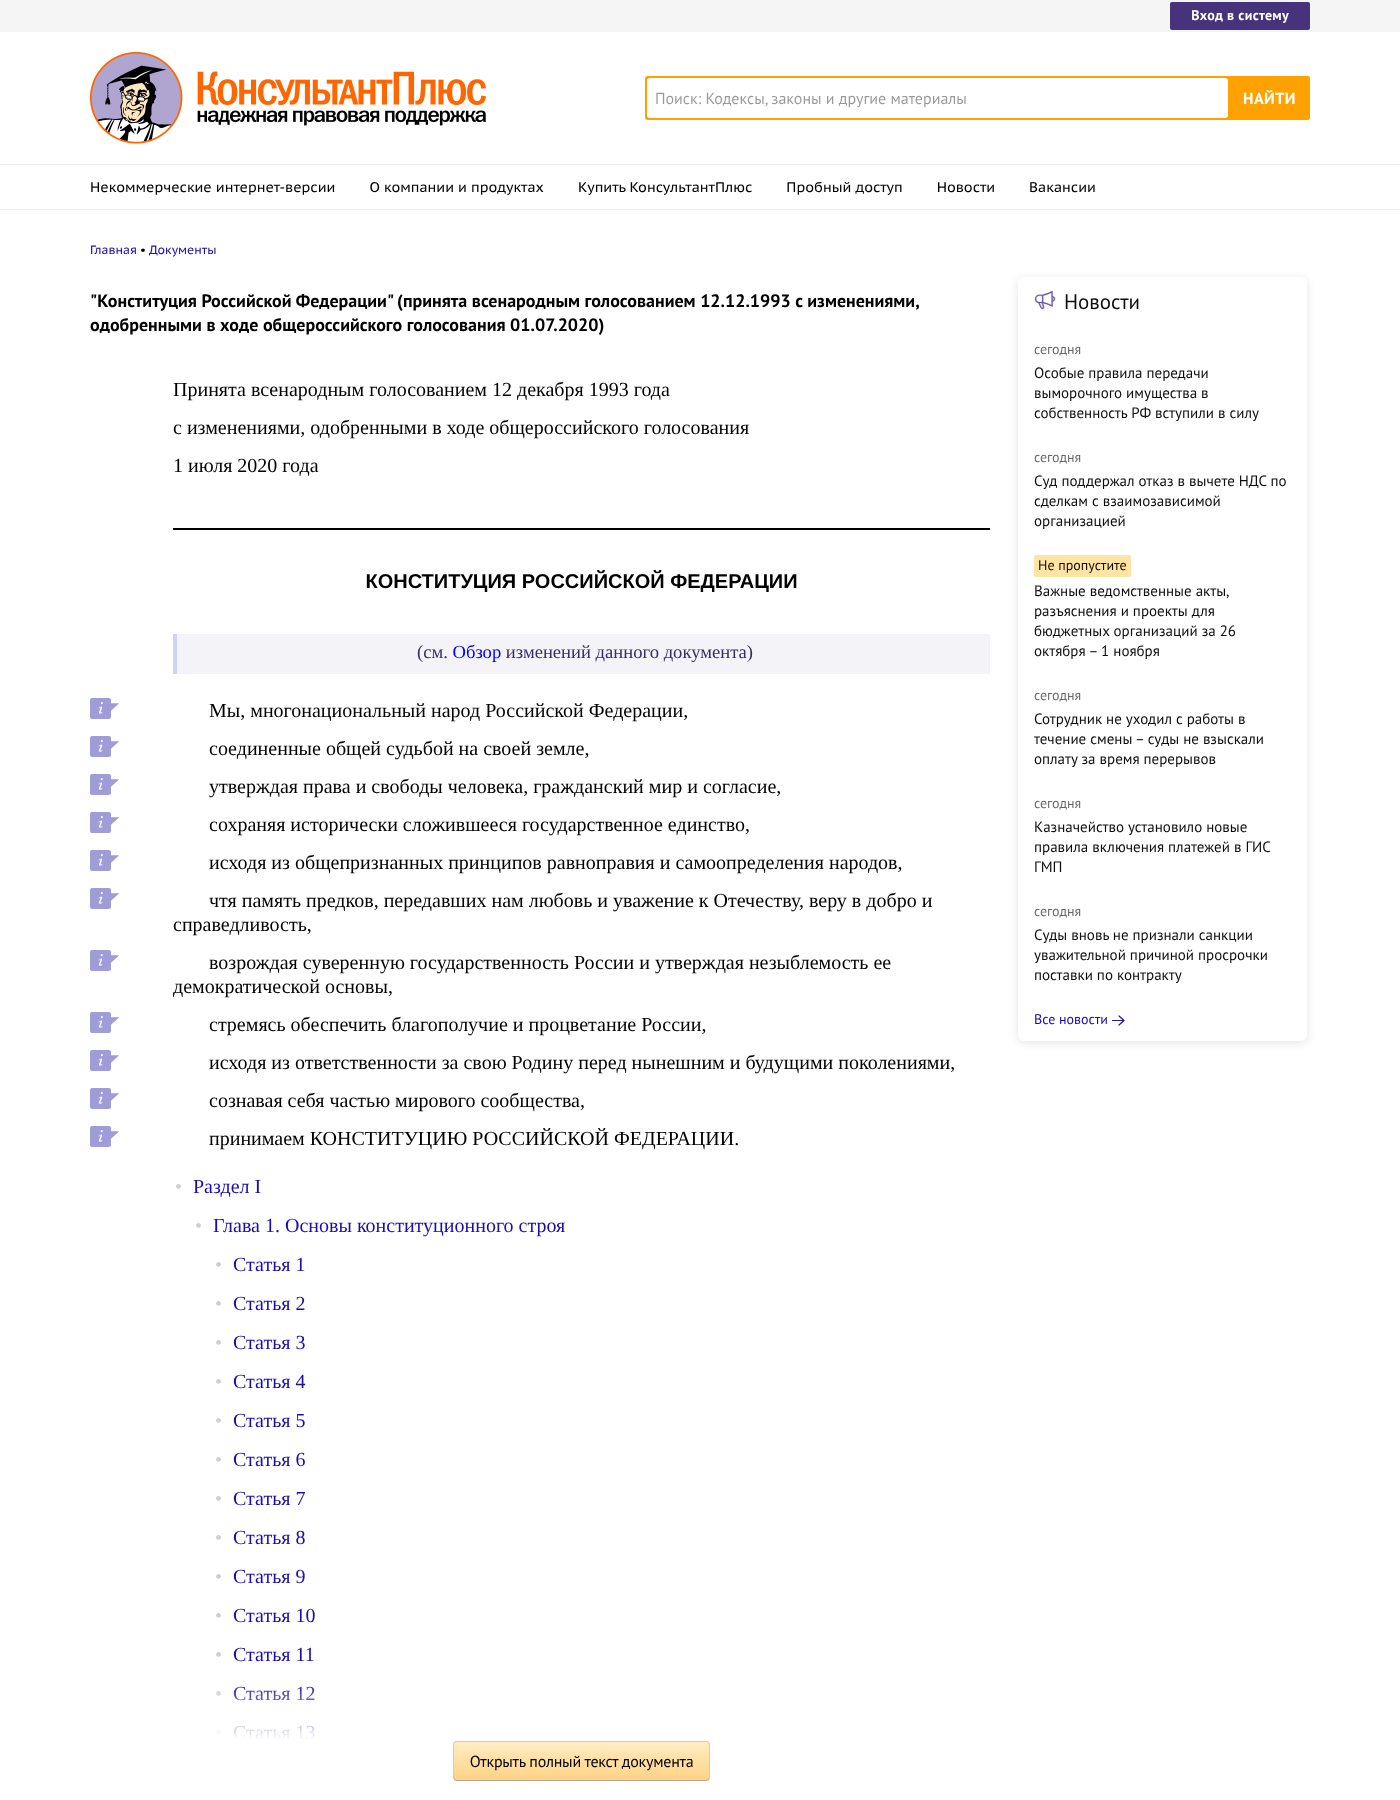 Вход в систему
КонсультантПлюс
надежная правовая поддержка
Поиск: Кодексы, законы и другие материалы
НАЙТИ
Некоммерческие интернет-версии
О компании и продуктах
Купить КонсультантПлюс
Пробный доступ
Новости
Вакансии
Главная • Документы
"Конституция Российской Федерации" (принята всенародным голосованием 12.12.1993 с изменениями,
одобренными в ходе общероссийского голосования 01.07.2020)
Принята всенародным голосованием 12 декабря 1993 года
с изменениями, одобренными в ходе общероссийского голосования
1 июля 2020 года
КОНСТИТУЦИЯ РОССИЙСКОЙ ФЕДЕРАЦИИ
(см. Обзор изменений данного документа)
i Мы, многонациональный народ Российской Федерации,
i соединенные общей судьбой на своей земле,
i утверждая права и свободы человека, гражданский мир и согласие,
i сохраняя исторически сложившееся государственное единство,
i исходя из общепризнанных принципов равноправия и самоопределения народов,
i чтя память предков, передавших нам любовь и уважение к Отечеству, веру в добро и
справедливость,
i возрождая суверенную государственность России и утверждая незыблемость ее
демократической основы,
i стремясь обеспечить благополучие и процветание России,
i исходя из ответственности за свою Родину перед нынешним и будущими поколениями,
i сознавая себя частью мирового сообщества,
i принимаем КОНСТИТУЦИЮ РОССИЙСКОЙ ФЕДЕРАЦИИ.
• Раздел I
• Глава 1. Основы конституционного строя
• Статья 1
• Статья 2
• Статья 3
• Статья 4
• Статья 5
• Статья 6
• Статья 7
• Статья 8
• Статья 9
• Статья 10
• Статья 11
• Статья 12
• Статья 13
Открыть полный текст документа
Новости
сегодня
Особые правила передачи
выморочного имущества в
собственность РФ вступили в силу
сегодня
Суд поддержал отказ в вычете НДС по
сделкам с взаимозависимой
организацией
Не пропустите
Важные ведомственные акты,
разъяснения и проекты для
бюджетных организаций за 26
октября – 1 ноября
сегодня
Сотрудник не уходил с работы в
течение смены – суды не взыскали
оплату за время перерывов
сегодня
Казначейство установило новые
правила включения платежей в ГИС
ГМП
сегодня
Суды вновь не признали санкции
уважительной причиной просрочки
поставки по контракту
Все новости →